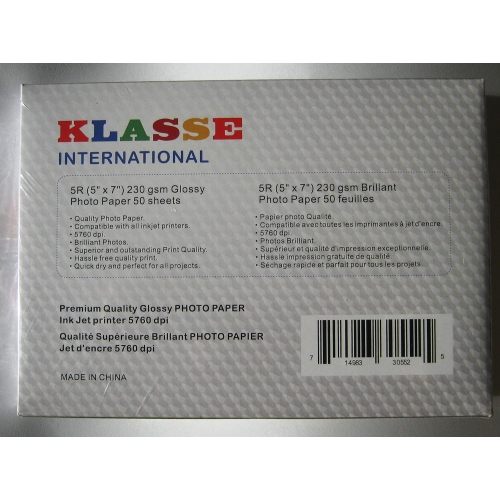 KLASSE
INTERNATIONAL
5R (5" x 7") 230 gsm Glossy
Photo Paper 50 sheets
• Quality Photo Paper.
• Compatible with all inkjet printers.
• 5760 dpi.
• Brilliant Photos.
• Superior and outstanding Print Quality.
• Hassle free quality print.
• Quick dry and perfect for all projects.
5R (5" x 7") 230 gsm Brillant
Photo Paper 50 feuilles
• Papier photo Qualité.
• Compatible avec toutes les imprimantes à jet d'encre.
• 5760 dpi.
• Photos Brillant.
• Supérieur et qualité d'impression exceptionnelle.
• Hassle impression gratuite de qualité.
• Séchage rapide et parfait pour tous les projets.
Premium Quality Glossy PHOTO PAPER
Ink Jet printer 5760 dpi
Qualité Supérieure Brillant PHOTO PAPIER
Jet d'encre 5760 dpi
MADE IN CHINA
7 14983 30552 5